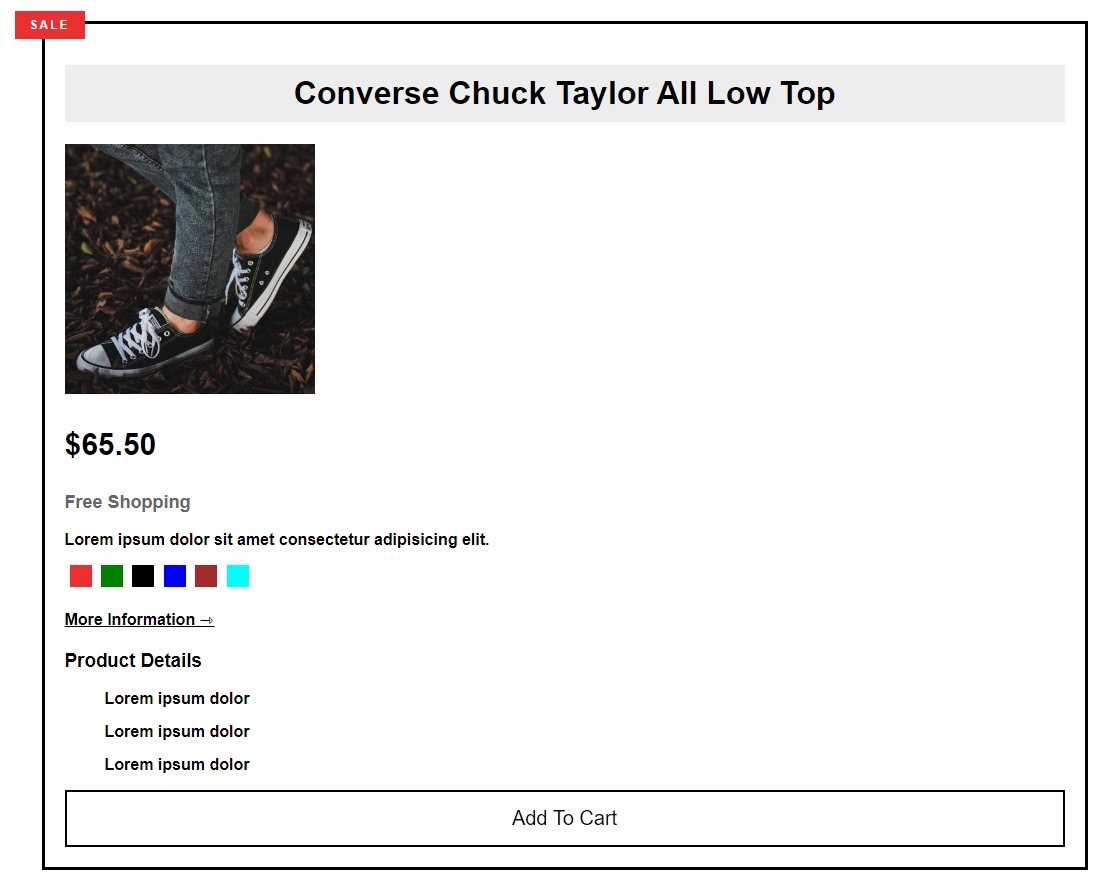 SALE
Converse Chuck Taylor All Low Top
$65.50
Free Shopping
Lorem ipsum dolor sit amet consectetur adipisicing elit.
More Information ⇾
Product Details
Lorem ipsum dolor
Lorem ipsum dolor
Lorem ipsum dolor
Add To Cart